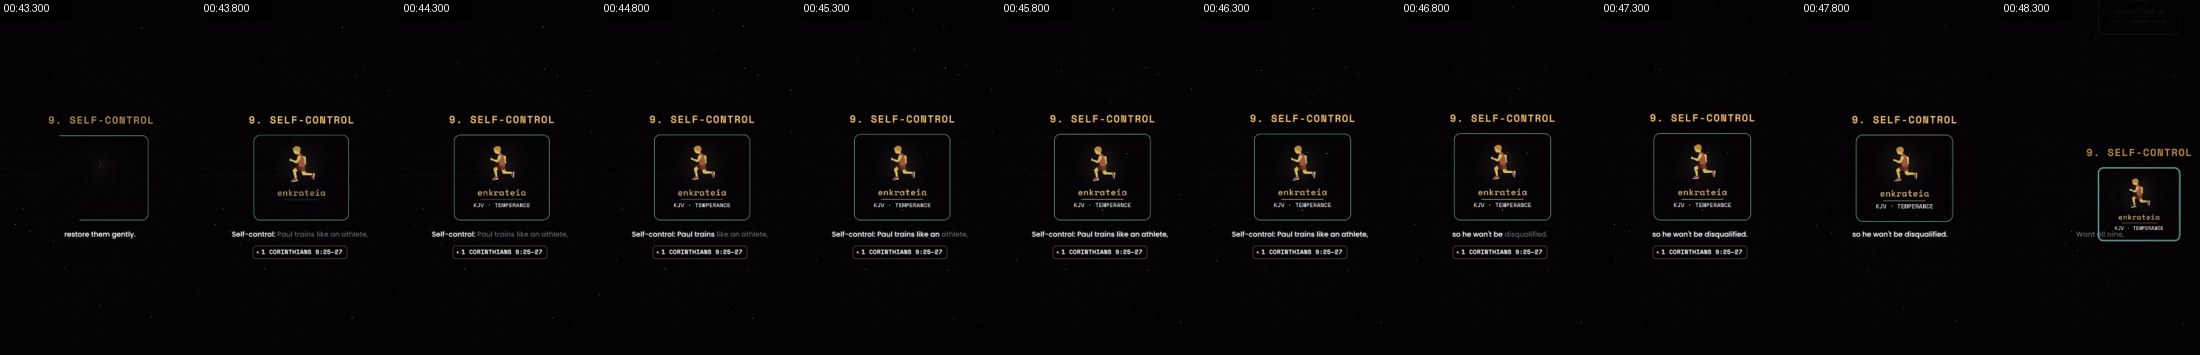 00:43.300 00:43.800 00:44.300 00:44.800 00:45.300 00:45.800 00:46.300 00:46.800 00:47.300 00:47.800 00:48.300
9. SELF-CONTROL
restore them gently.
9. SELF-CONTROL
enkrateia
Self-control: Paul trains like an athlete,
1 CORINTHIANS 9:25-27
9. SELF-CONTROL
enkrateia
KJV · TEMPERANCE
Self-control: Paul trains like an athlete,
1 CORINTHIANS 9:25-27
9. SELF-CONTROL
enkrateia
KJV · TEMPERANCE
Self-control: Paul trains like an athlete,
1 CORINTHIANS 9:25-27
9. SELF-CONTROL
enkrateia
KJV · TEMPERANCE
Self-control: Paul trains like an athlete,
1 CORINTHIANS 9:25-27
9. SELF-CONTROL
enkrateia
KJV · TEMPERANCE
Self-control: Paul trains like an athlete,
1 CORINTHIANS 9:25-27
9. SELF-CONTROL
enkrateia
KJV · TEMPERANCE
Self-control: Paul trains like an athlete,
1 CORINTHIANS 9:25-27
9. SELF-CONTROL
enkrateia
KJV · TEMPERANCE
so he won't be disqualified.
1 CORINTHIANS 9:25-27
9. SELF-CONTROL
enkrateia
KJV · TEMPERANCE
so he won't be disqualified.
1 CORINTHIANS 9:25-27
9. SELF-CONTROL
enkrateia
KJV · TEMPERANCE
so he won't be disqualified.
9. SELF-CONTROL
enkrateia
KJV · TEMPERANCE
Want all nine,